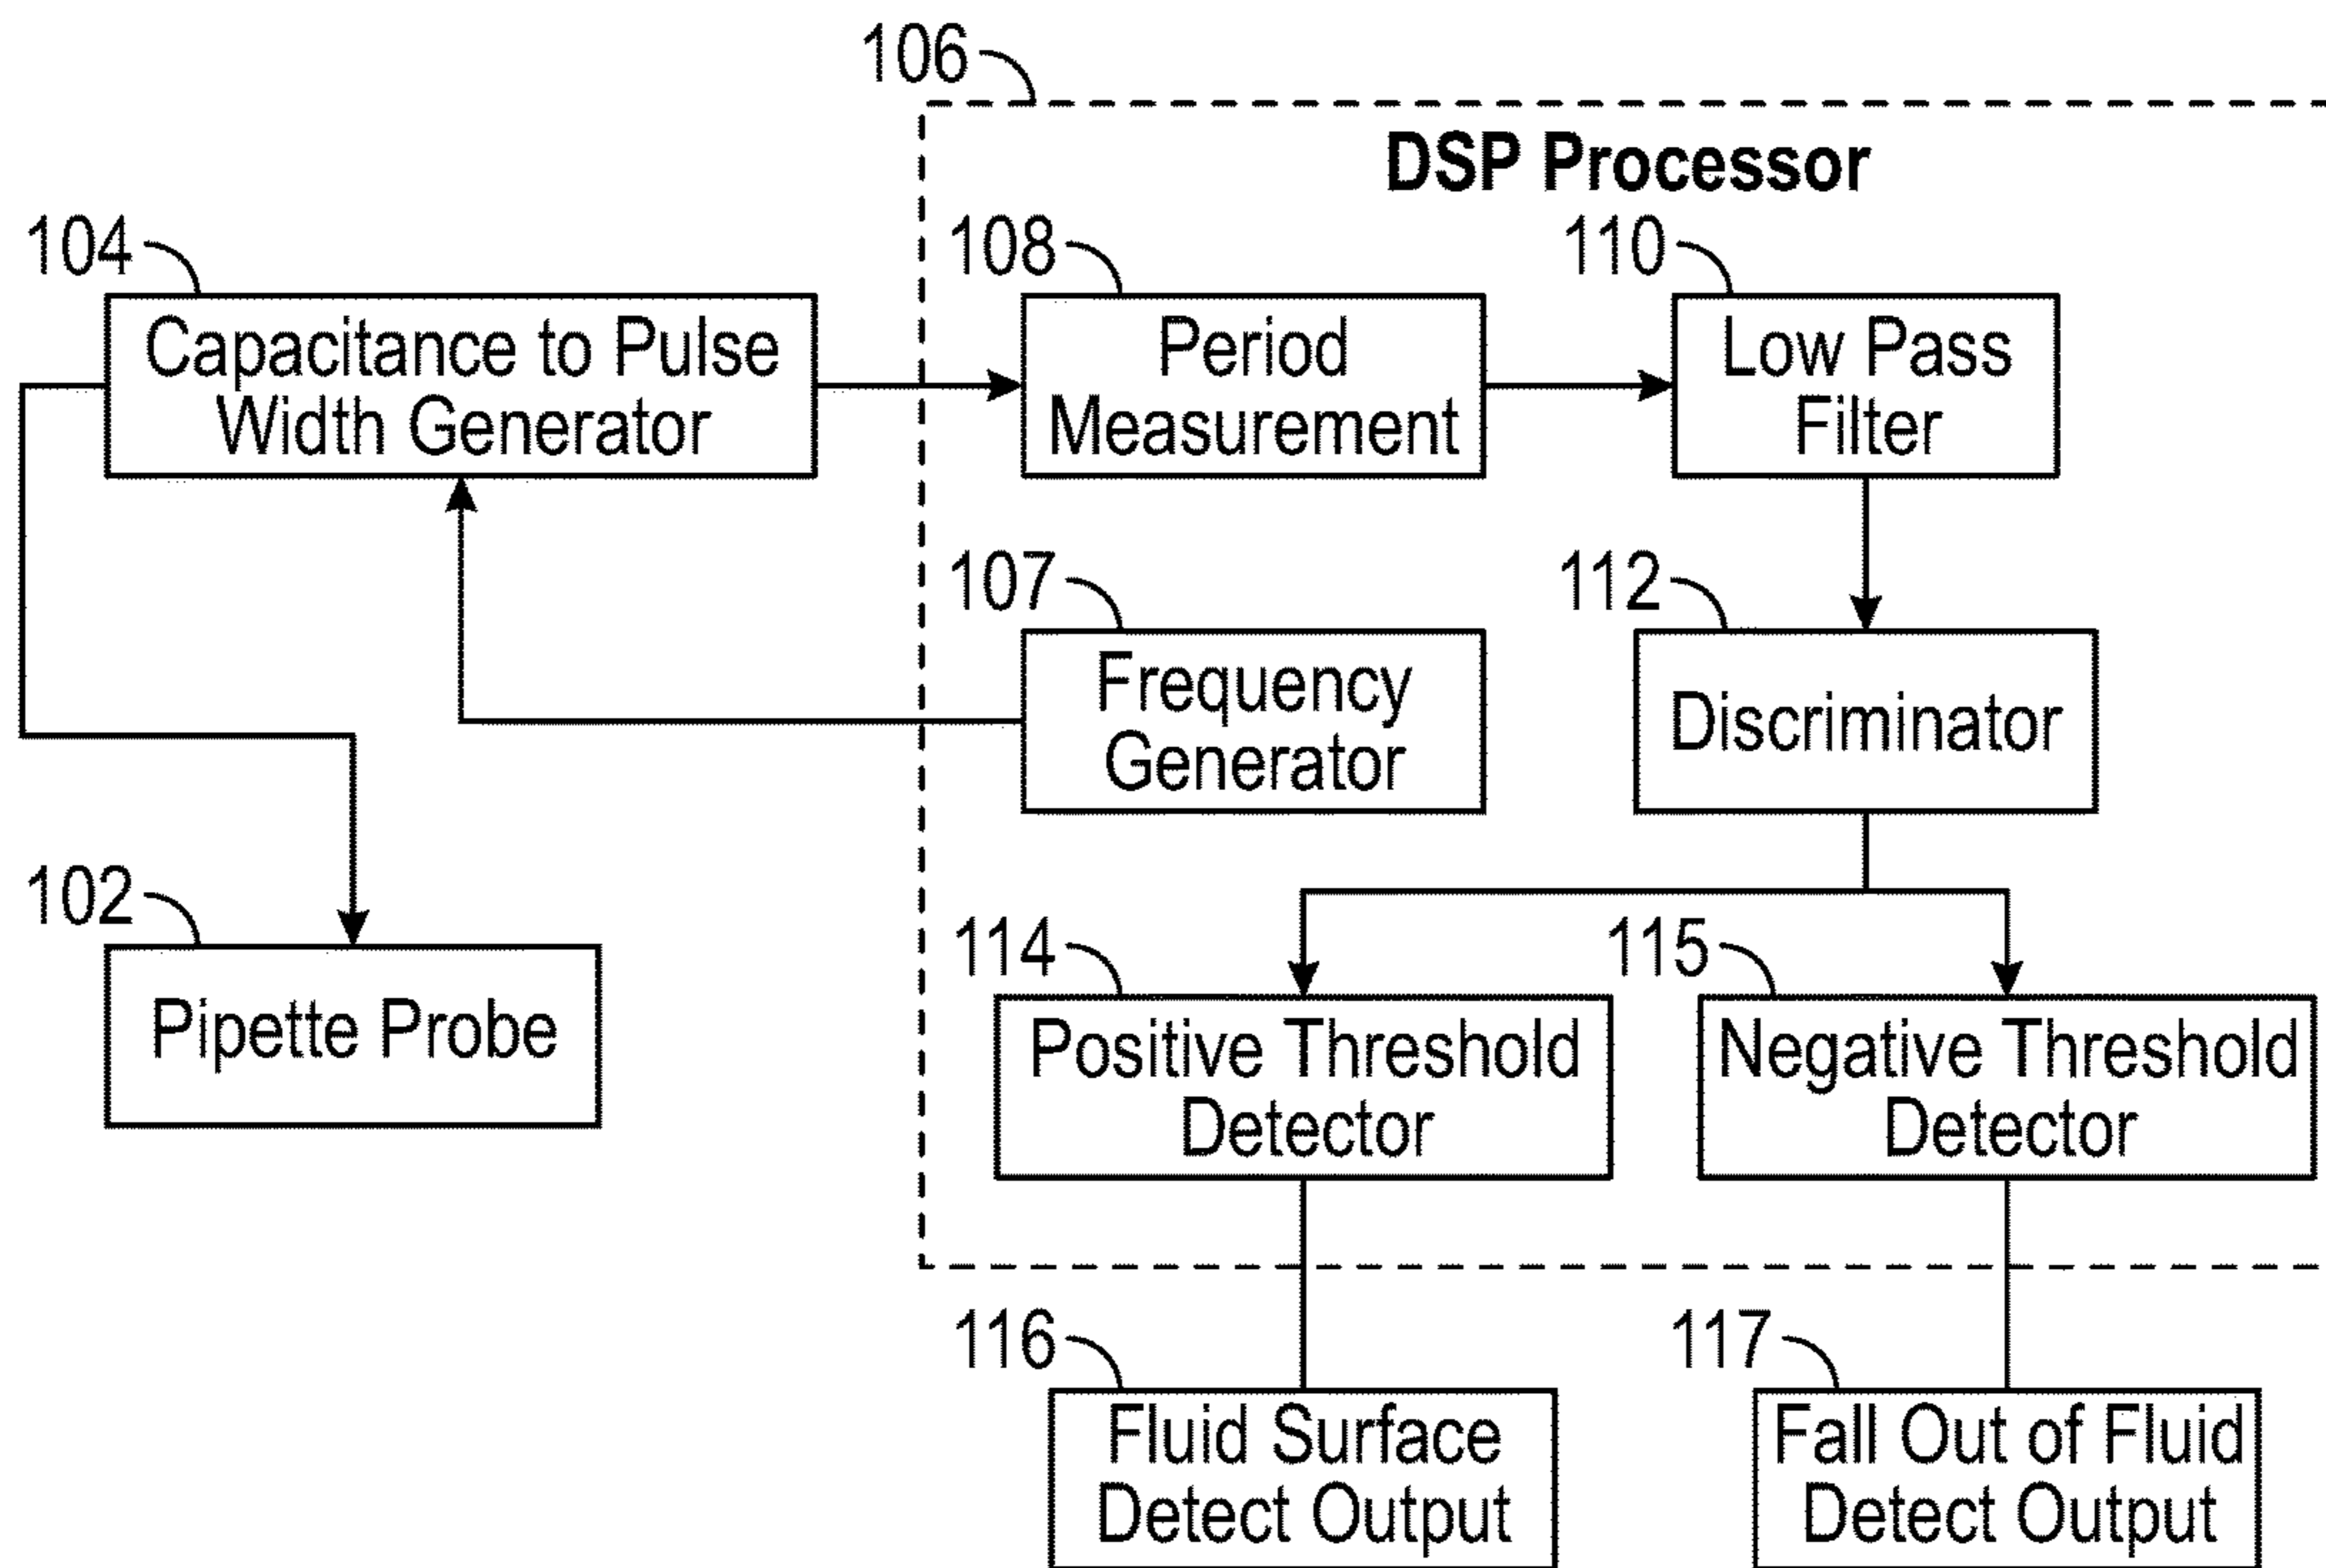 106
DSP Processor
104
108
110
Capacitance to Pulse
Width Generator
Period
Measurement
Low Pass
Filter
107
112
Frequency
Generator
Discriminator
102
114
115
Pipette Probe
Positive Threshold
Detector
Negative Threshold
Detector
116
117
Fluid Surface
Detect Output
Fall Out of Fluid
Detect Output